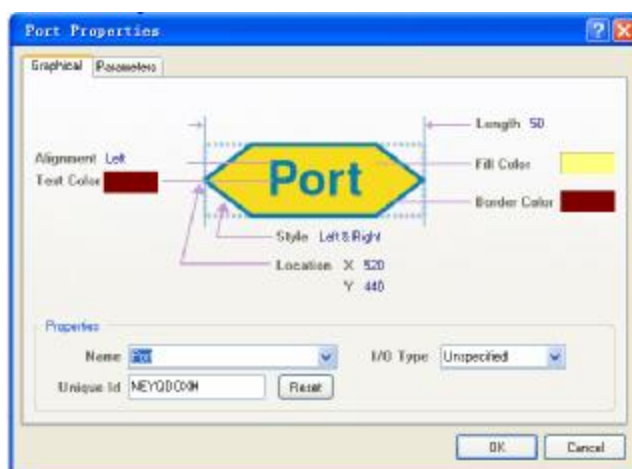 Port Properties
Graphical Parameters
Length 50
Alignment Left
Fill Color
Text Color
Port
Border Color
Style Left & Right
Location X 520
Y 440
Properties
Name Port
I/O Type Unspecified
Unique Id
Reset
OK Cancel